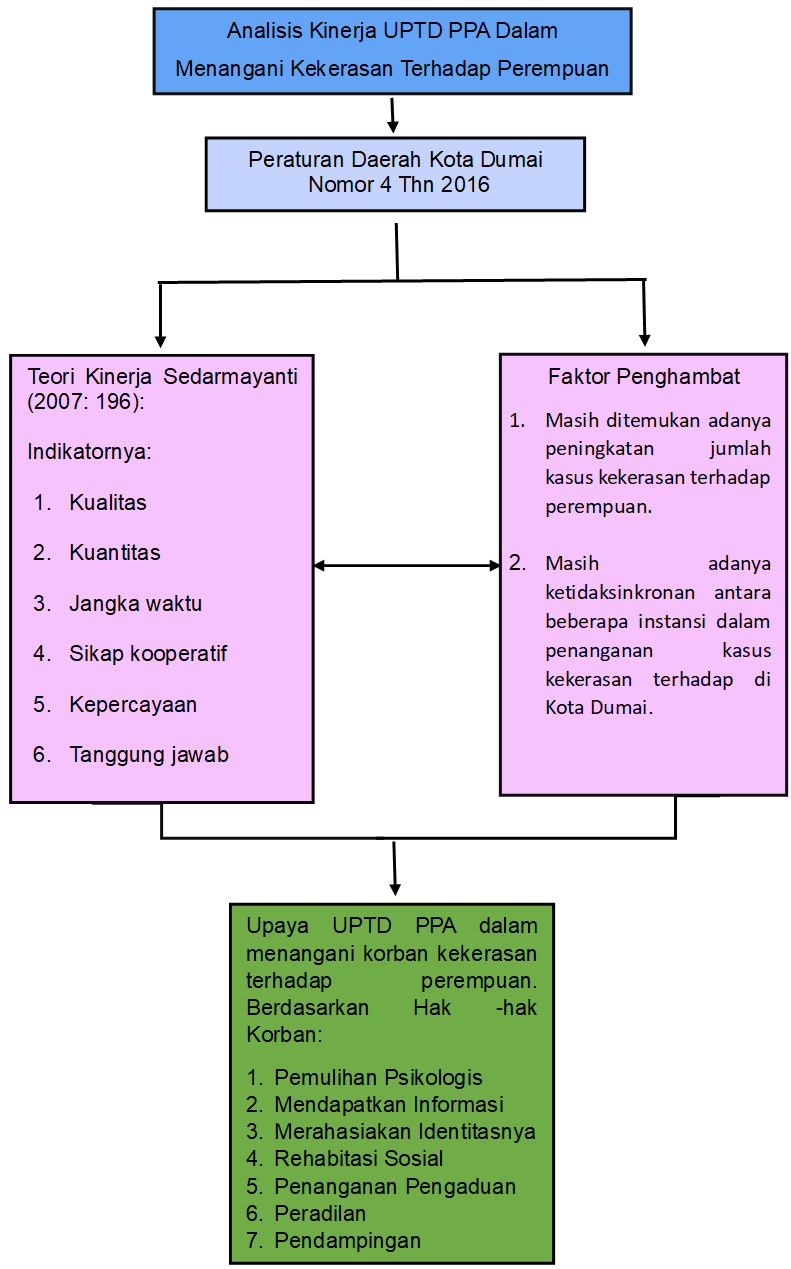 Analisis Kinerja UPTD PPA Dalam
Menangani Kekerasan Terhadap Perempuan
Peraturan Daerah Kota Dumai
Nomor 4 Thn 2016
Teori Kinerja Sedarmayanti
(2007: 196):
Indikatornya:
1. Kualitas
2. Kuantitas
3. Jangka waktu
4. Sikap kooperatif
5. Kepercayaan
6. Tanggung jawab
Faktor Penghambat
1. Masih ditemukan adanya
peningkatan jumlah
kasus kekerasan terhadap
perempuan.
2. Masih adanya
ketidaksinkronan antara
beberapa instansi dalam
penanganan kasus
kekerasan terhadap di
Kota Dumai.
Upaya UPTD PPA dalam
menangani korban kekerasan
terhadap perempuan.
Berdasarkan Hak -hak
Korban:
1. Pemulihan Psikologis
2. Mendapatkan Informasi
3. Merahasiakan Identitasnya
4. Rehabitasi Sosial
5. Penanganan Pengaduan
6. Peradilan
7. Pendampingan